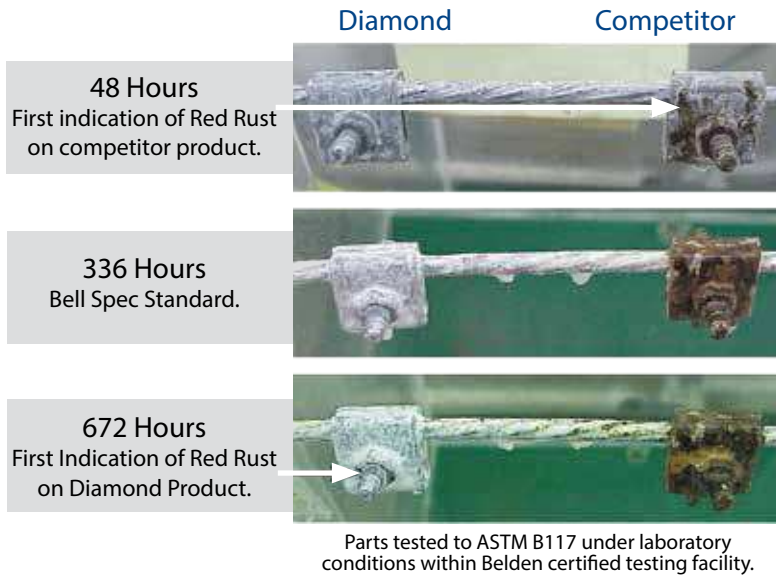 Diamond
Competitor
48 Hours
First indication of Red Rust
on competitor product.
336 Hours
Bell Spec Standard.
672 Hours
First Indication of Red Rust
on Diamond Product.
Parts tested to ASTM B117 under laboratory
conditions within Belden certified testing facility.